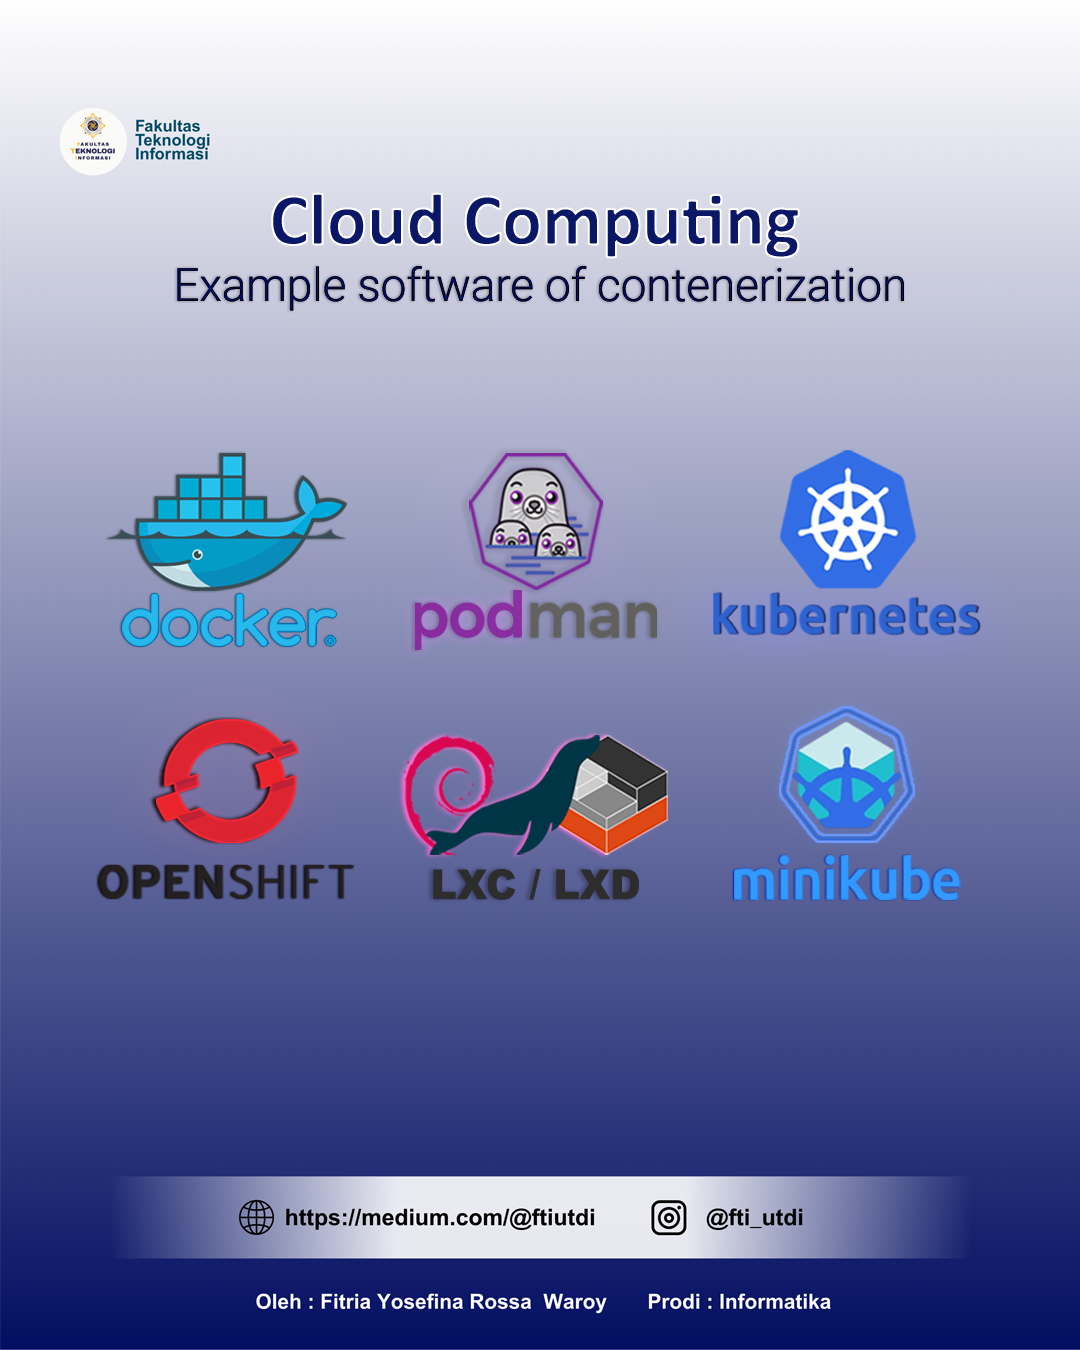 FAKULTAS
TEKNOLOGI
INFORMASI
Fakultas
Teknologi
Informasi
Cloud Computing
Example software of contenerization
docker
podman
kubernetes
OPENSHIFT
LXC / LXD
minikube
https://medium.com/@ftiutdi
@fti_utdi
Oleh : Fitria Yosefina Rossa Waroy
Prodi : Informatika